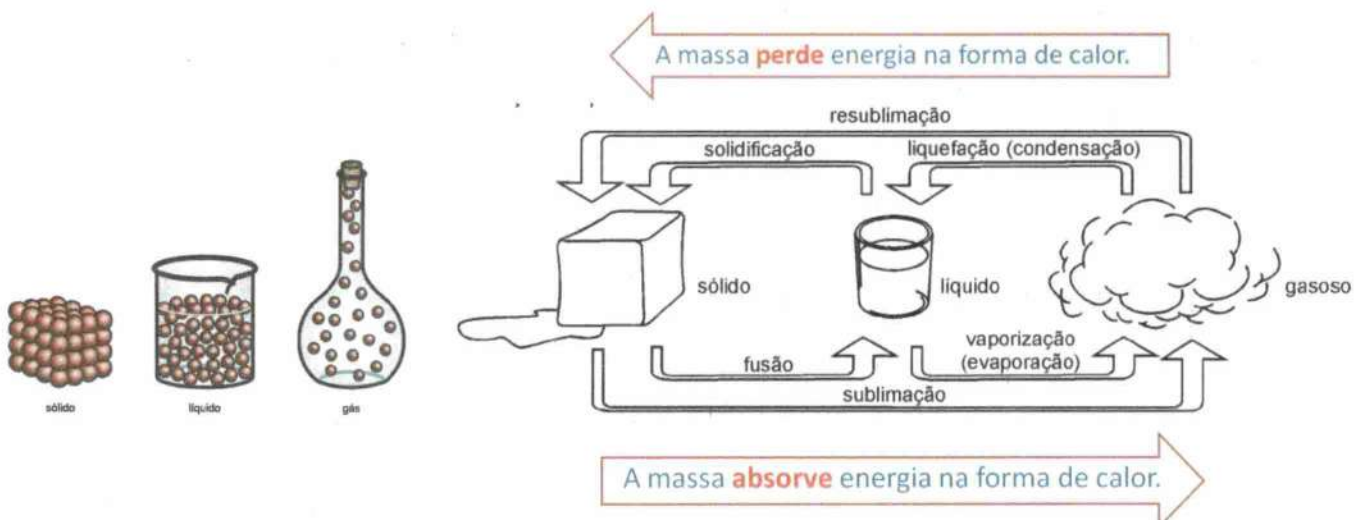 A massa perde energia na forma de calor.
resublimação
solidificação
liquefação (condensação)
sólido
líquido
gasoso
fusão
vaporização
(evaporação)
sublimação
sólido
líquido
gás
A massa absorve energia na forma de calor.